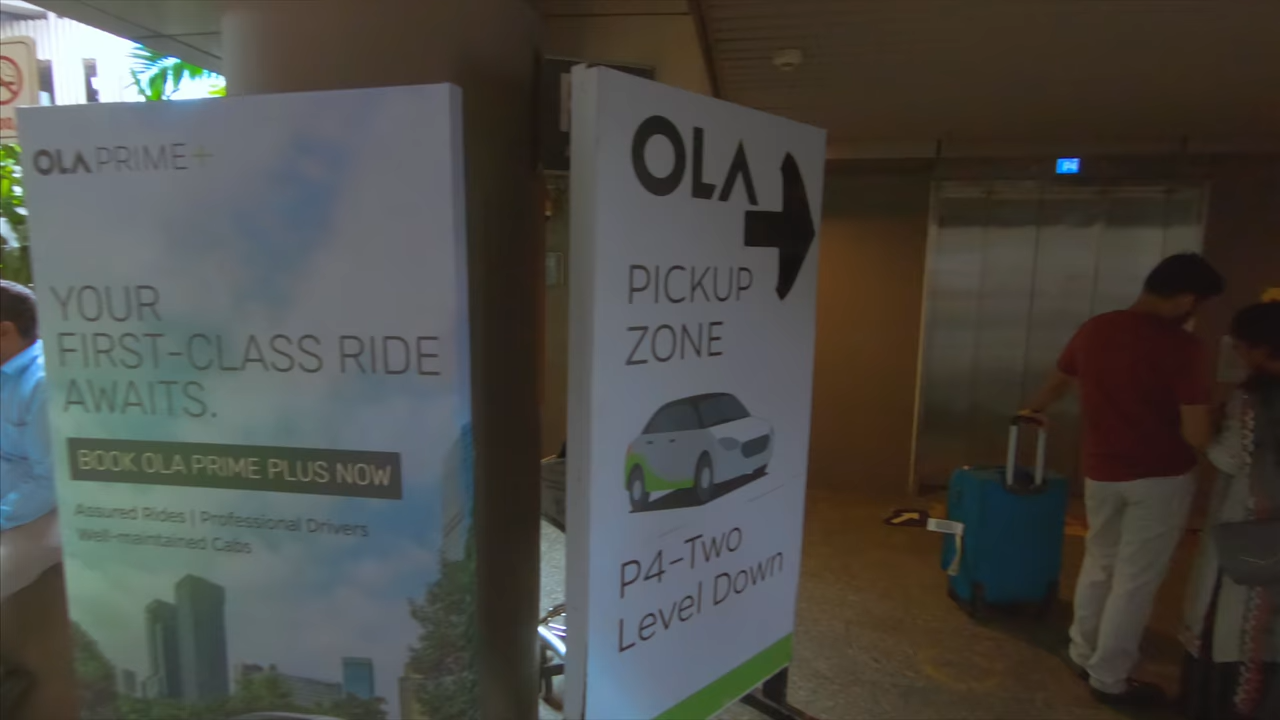 OLA PRIME+
YOUR
FIRST-CLASS RIDE
AWAITS.
BOOK OLA PRIME PLUS NOW
Assured Rides | Professional Drivers
Well-maintained Cabs
OLA
PICKUP
ZONE
P4-Two
Level Down
P4